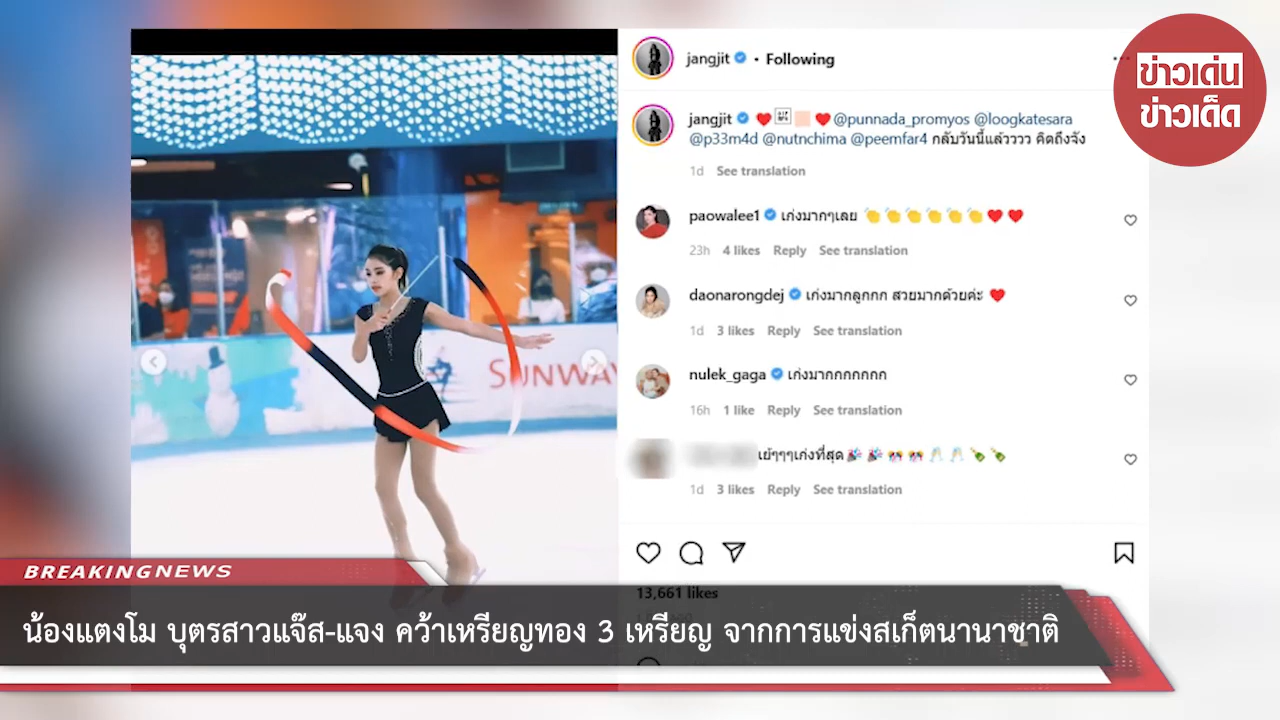 ข่าวเด่น
ข่าวเด็ด
jangjit • Following
jangjit ❤️ ❤️ @punnada_promyos @loogkatesara
@p33m4d @nutnchima @peemfar4 กลับวันนี้แล้วววว คิดถึงจัง
1d See translation
paowalee1 เก่งมากๆเลย 👏👏👏👏👏👏❤️❤️
23h 4 likes Reply See translation
daonarongdej เก่งมากลูกกก สวยมากด้วยค่ะ ❤️
1d 3 likes Reply See translation
nulek_gaga เก่งมากกกกกกก
16h 1 like Reply See translation
เย้ๆๆๆเก่งที่สุด🎉🎉🎊🎊🥂🥂🍾🍾
1d 3 likes Reply See translation
13,661 likes
SUNWAY
BREAKINGNEWS
น้องแตงโม บุตรสาวแจ๊ส-แจง คว้าเหรียญทอง 3 เหรียญ จากการแข่งสเก็ตนานาชาติ